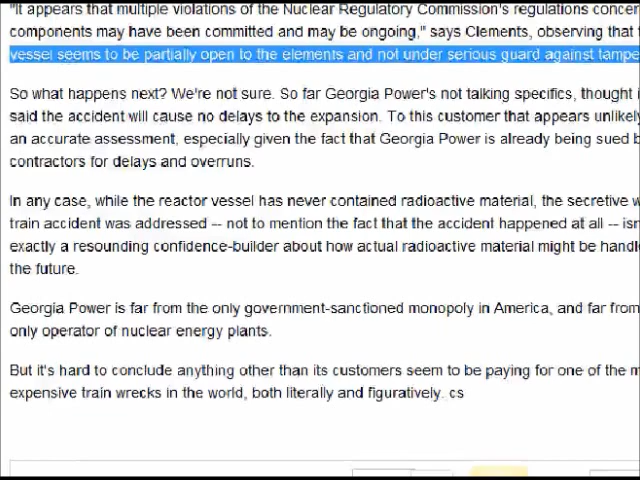 "It appears that multiple violations of the Nuclear Regulatory Commission's regulations concer
components may have been committed and may be ongoing," says Clements, observing that
vessel seems to be partially open to the elements and not under serious guard against tampe
So what happens next? We're not sure. So far Georgia Power's not talking specifics, thought i
said the accident will cause no delays to the expansion. To this customer that appears unlikely
an accurate assessment, especially given the fact that Georgia Power is already being sued b
contractors for delays and overruns.
In any case, while the reactor vessel has never contained radioactive material, the secretive w
train accident was addressed -- not to mention the fact that the accident happened at all -- isn
exactly a resounding confidence-builder about how actual radioactive material might be handl
the future.
Georgia Power is far from the only government-sanctioned monopoly in America, and far from
only operator of nuclear energy plants.
But it's hard to conclude anything other than its customers seem to be paying for one of the m
expensive train wrecks in the world, both literally and figuratively. cs